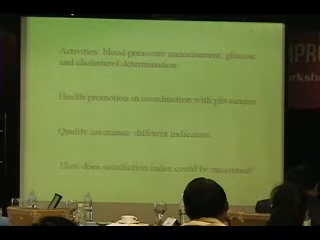 Activities: blood pressure measurement, glucose
and cholesterol determination
Health promotion in coordination with physicians
Quality assurance: different indicators
How does satisfaction index could be measured?